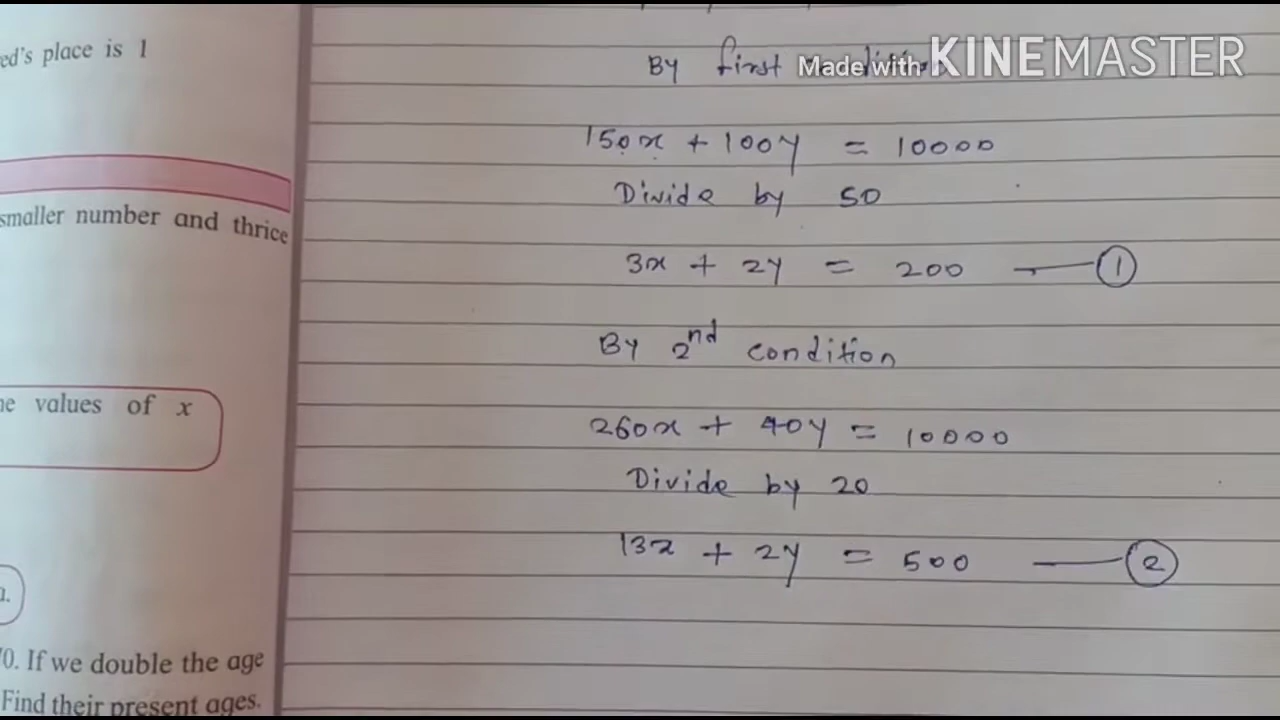 ed's place is 1
smaller number and thrice
ne values of x
0. If we double the age
Find their present ages.
By first
Made with KINEMASTER
150x + 100y = 10000
Divide by 50
3x + 2y = 200 — 1
By 2nd condition
260x + 40y = 10000
Divide by 20
13x + 2y = 500 — 2